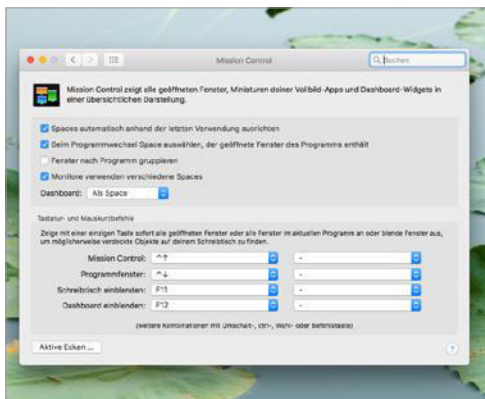 Mission Control
Suchen
Mission Control zeigt alle geöffneten Fenster, Miniaturen deiner Vollbild-Apps und Dashboard-Widgets in
einer übersichtlichen Darstellung.
Spaces automatisch anhand der letzten Verwendung ausrichten
Beim Programmwechsel Space auswählen, der geöffnete Fenster des Programms enthält
Fenster nach Programm gruppieren
Monitore verwenden verschiedene Spaces
Dashboard: Als Space
Tastatur- und Mauskurzbefehle
Zeige mit einer einzigen Taste sofort alle geöffneten Fenster oder alle Fenster im aktuellen Programm an oder blende Fenster aus,
um möglicherweise verdeckte Objekte auf deinem Schreibtisch zu finden.
Mission Control: ^↑ -
Programmfenster: ^↓ -
Schreibtisch einblenden: F11 -
Dashboard einblenden: F12 -
(weitere Kombinationen mit Umschalt-, ctrl-, Wahl- oder Befehlstaste)
Aktive Ecken ...
?